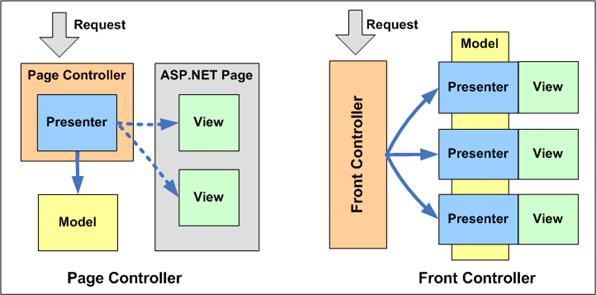 Request
Page Controller
Presenter
Model
ASP.NET Page
View
View
Page Controller
Request
Front Controller
Model
Presenter
View
Presenter
View
Presenter
View
Front Controller